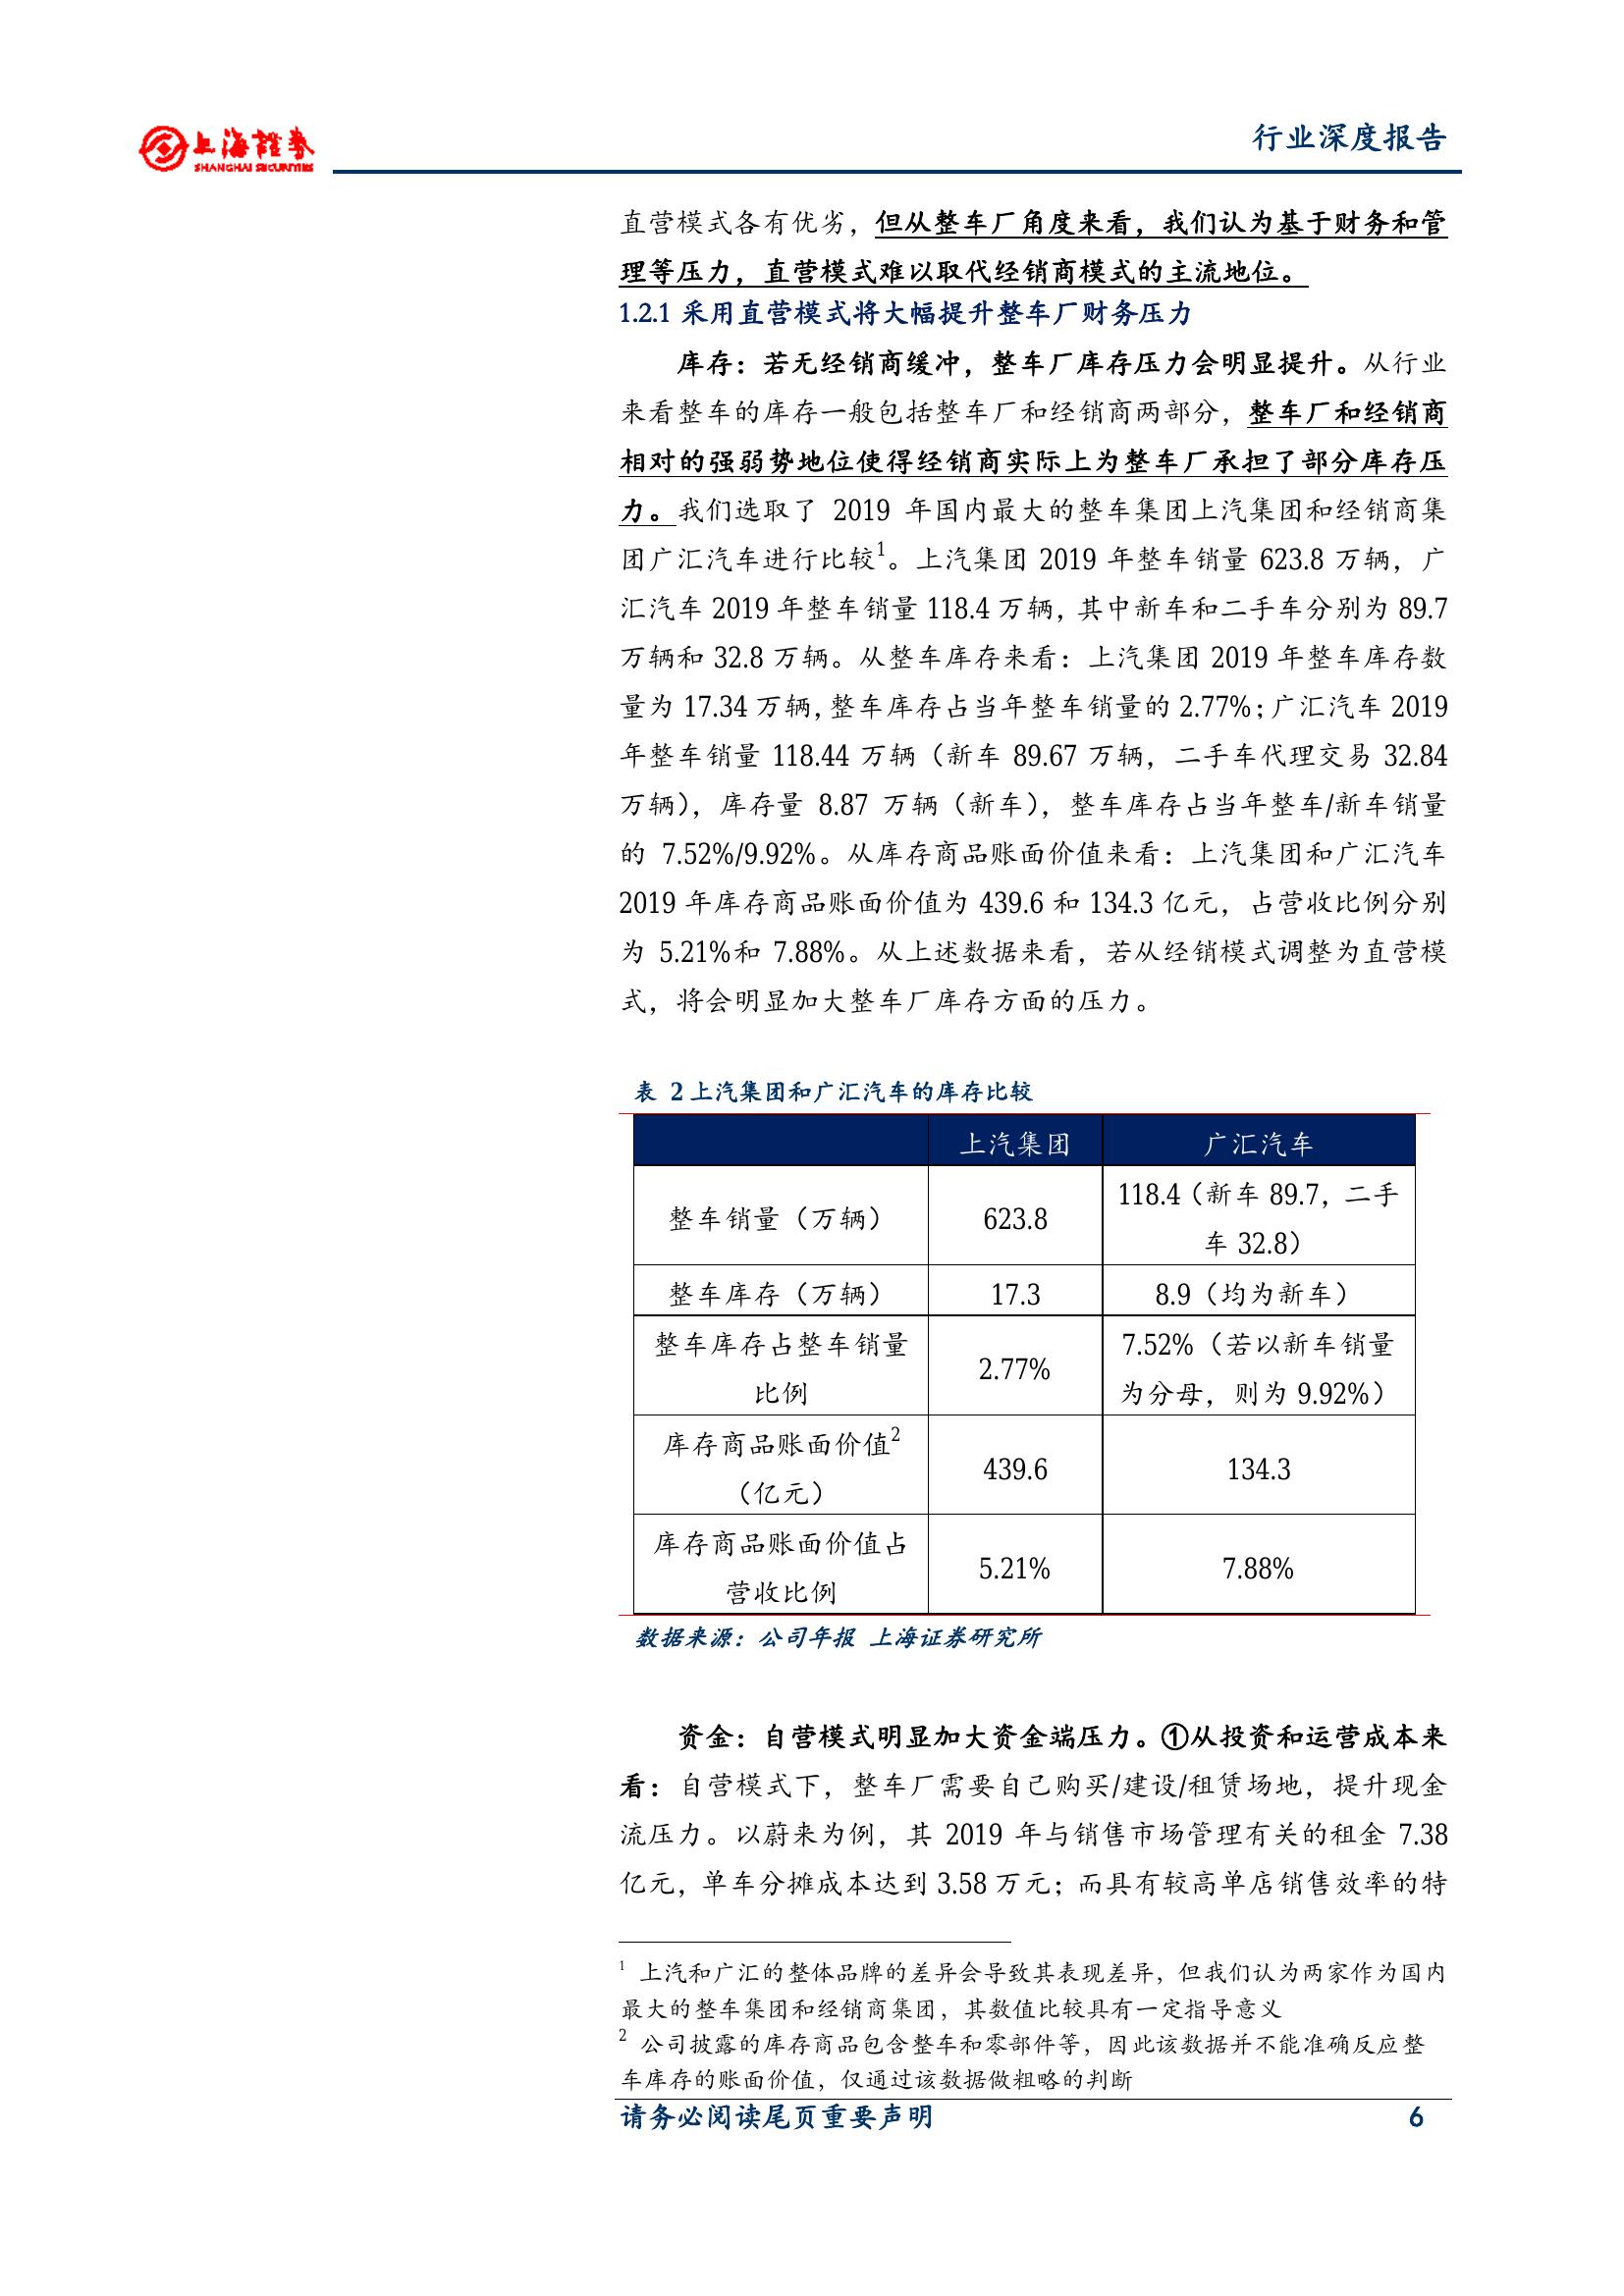 上海證券
SHANGHAI SECURITIES
行业深度报告
直营模式各有优劣，但从整车厂角度来看，我们认为基于财务和管
理等压力，直营模式难以取代经销商模式的主流地位。
1.2.1 采用直营模式将大幅提升整车厂财务压力
库存：若无经销商缓冲，整车厂库存压力会明显提升。从行业
来看整车的库存一般包括整车厂和经销商两部分，整车厂和经销商
相对的强弱势地位使得经销商实际上为整车厂承担了部分库存压
力。我们选取了 2019 年国内最大的整车集团上汽集团和经销商集
团广汇汽车进行比较1。上汽集团 2019 年整车销量 623.8 万辆，广
汇汽车 2019 年整车销量 118.4 万辆，其中新车和二手车分别为 89.7
万辆和 32.8 万辆。从整车库存来看：上汽集团 2019 年整车库存数
量为 17.34 万辆，整车库存占当年整车销量的 2.77%；广汇汽车 2019
年整车销量 118.44 万辆（新车 89.67 万辆，二手车代理交易 32.84
万辆），库存量 8.87 万辆（新车），整车库存占当年整车/新车销量
的 7.52%/9.92%。从库存商品账面价值来看：上汽集团和广汇汽车
2019 年库存商品账面价值为 439.6 和 134.3 亿元，占营收比例分别
为 5.21%和 7.88%。从上述数据来看，若从经销模式调整为直营模
式，将会明显加大整车厂库存方面的压力。
表 2 上汽集团和广汇汽车的库存比较
上汽集团 广汇汽车
整车销量（万辆） 623.8 118.4（新车 89.7，二手
车 32.8）
整车库存（万辆） 17.3 8.9（均为新车）
整车库存占整车销量
比例 2.77% 7.52%（若以新车销量
为分母，则为 9.92%）
库存商品账面价值2
（亿元） 439.6 134.3
库存商品账面价值占
营收比例 5.21% 7.88%
数据来源：公司年报 上海证券研究所
资金：自营模式明显加大资金端压力。①从投资和运营成本来
看：自营模式下，整车厂需要自己购买/建设/租赁场地，提升现金
流压力。以蔚来为例，其 2019 年与销售市场管理有关的租金 7.38
亿元，单车分摊成本达到 3.58 万元；而具有较高单店销售效率的特
1 上汽和广汇的整体品牌的差异会导致其表现差异，但我们认为两家作为国内
最大的整车集团和经销商集团，其数值比较具有一定指导意义
2 公司披露的库存商品包含整车和零部件等，因此该数据并不能准确反应整
车库存的账面价值，仅通过该数据做粗略的判断
请务必阅读尾页重要声明 6